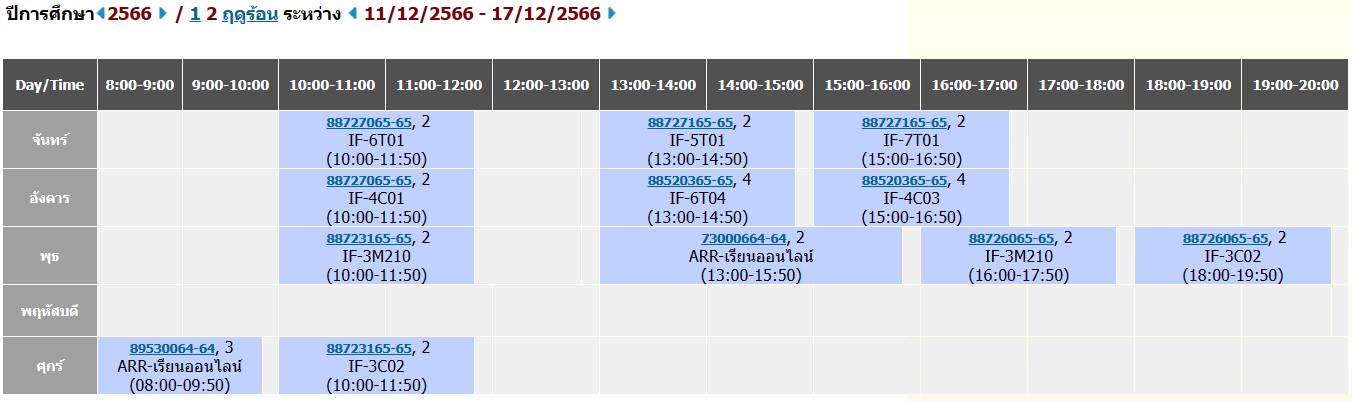 ปีการศึกษา 2566 / 1 2 ฤดูร้อน ระหว่าง 11/12/2566 - 17/12/2566
Day/Time 8:00-9:00 9:00-10:00 10:00-11:00 11:00-12:00 12:00-13:00 13:00-14:00 14:00-15:00 15:00-16:00 16:00-17:00 17:00-18:00 18:00-19:00 19:00-20:00
จันทร์
88727065-65, 2
IF-6T01
(10:00-11:50)
88727165-65, 2
IF-5T01
(13:00-14:50)
88727165-65, 2
IF-7T01
(15:00-16:50)
อังคาร
88727065-65, 2
IF-4C01
(10:00-11:50)
88520365-65, 4
IF-6T04
(13:00-14:50)
88520365-65, 4
IF-4C03
(15:00-16:50)
พุธ
88723165-65, 2
IF-3M210
(10:00-11:50)
73000664-64, 2
ARR-เรียนออนไลน์
(13:00-15:50)
88726065-65, 2
IF-3M210
(16:00-17:50)
88726065-65, 2
IF-3C02
(18:00-19:50)
พฤหัสบดี
ศุกร์
89530064-64, 3
ARR-เรียนออนไลน์
(08:00-09:50)
88723165-65, 2
IF-3C02
(10:00-11:50)